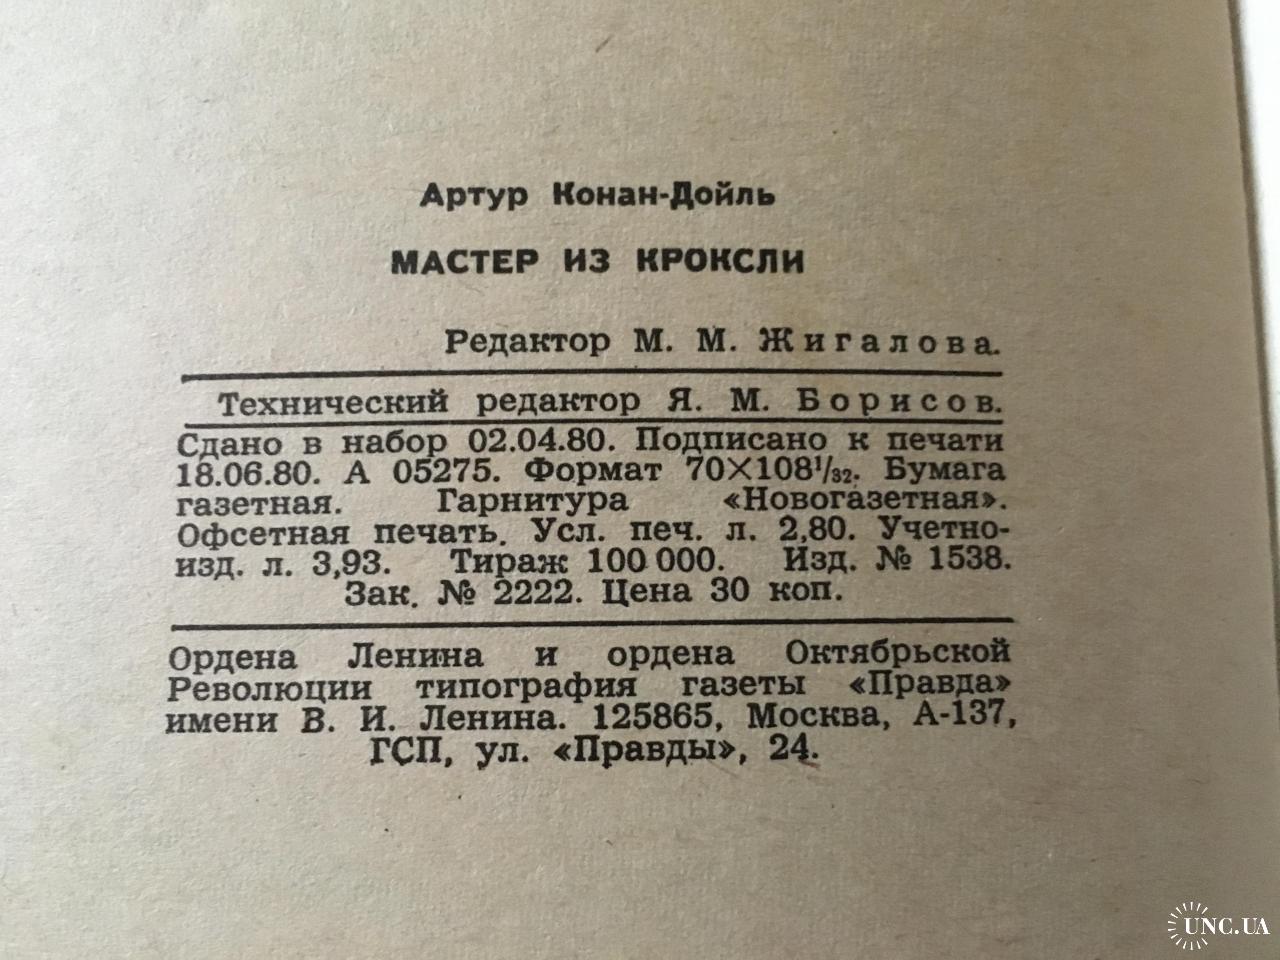 Артур Конан-Дойль
МАСТЕР ИЗ КРОКСЛИ
Редактор М. М. Жигалова.
Технический редактор Я. М. Борисов.
Сдано в набор 02.04.80. Подписано к печати
18.06.80. А 05275. Формат 70×108¹/₃₂. Бумага
газетная. Гарнитура «Новогазетная».
Офсетная печать. Усл. печ. л. 2,80. Учетно-
изд. л. 3,93. Тираж 100 000. Изд. № 1538.
Зак. № 2222. Цена 30 коп.
Ордена Ленина и ордена Октябрьской
Революции типография газеты «Правда»
имени В. И. Ленина. 125865, Москва, А-137,
ГСП, ул. «Правды», 24.
UNC.UA